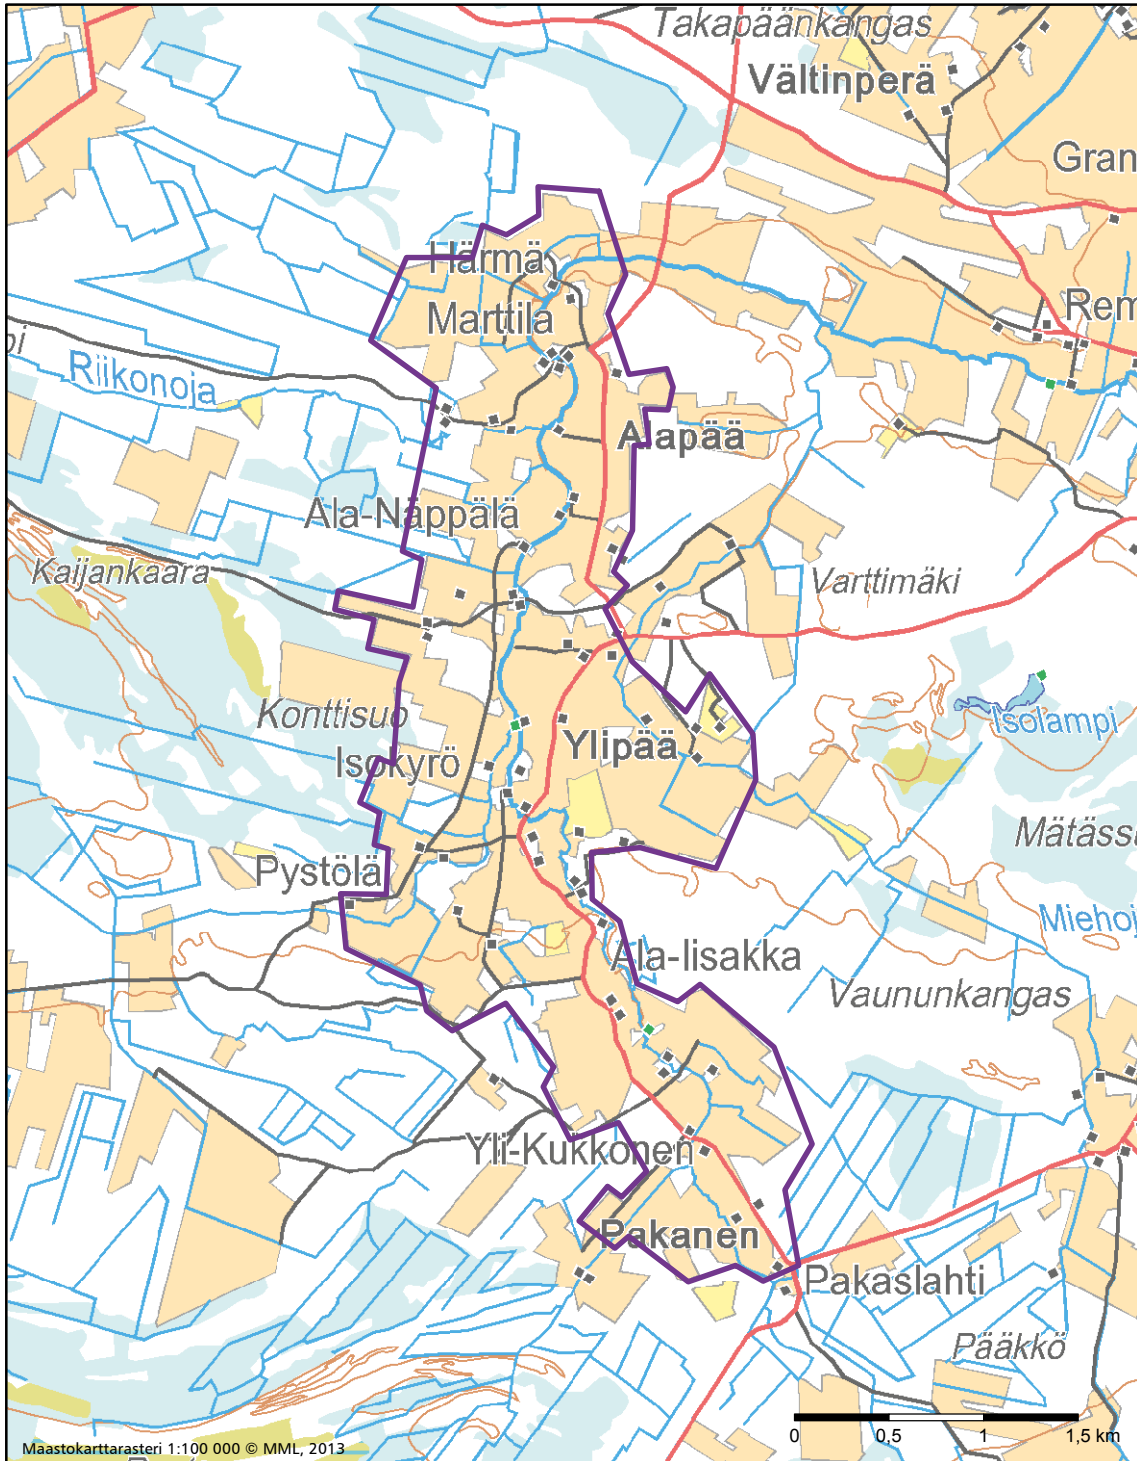 Takapäänkangas
Vältinperä
Gran
Härmä
Marttila
Rem
pi
Riikonoja
Alapää
Ala-Näppälä
Kaijankaara
Varttimäki
Konttisuo
Isolampi
Ylipää
Isokyrö
Mätässa
Pystölä
Miehoj
Ala-Iisakka
Vaununkangas
Yli-Kukkonen
Pakanen
Pakaslahti
Pääkkö
0 0,5 1 1,5 km
Maastokarttarasteri 1:100 000 © MML, 2013